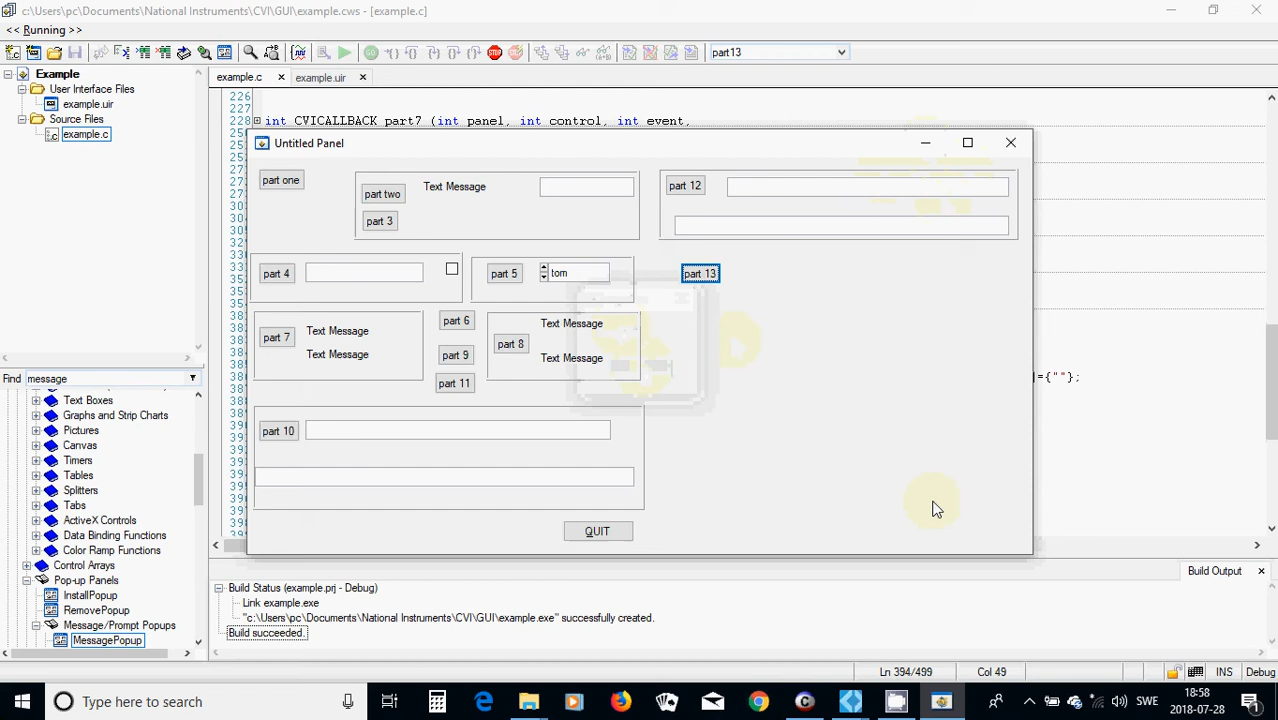 c:\Users\pc\Documents\National Instruments\CVI\GUI\example.cws - [example.c]
<< Running >>
part13
Example
User Interface Files
example.uir
Source Files
example.c
example.c
example.uir
226
227
228 int CVICALLBACK part7 (int panel, int control, int event,
Untitled Panel
part one
part two
Text Message
part 3
part 12
part 4
part 5
tom
part 13
part 6
part 7
Text Message
Text Message
part 8
Text Message
Text Message
part 9
part 11
part 10
QUIT
]={""};
Find
message
Text Boxes
Graphs and Strip Charts
Pictures
Canvas
Timers
Tables
Splitters
Tabs
ActiveX Controls
Data Binding Functions
Color Ramp Functions
Control Arrays
Pop-up Panels
InstallPopup
RemovePopup
Message/Prompt Popups
MessagePopup
Build Output
Build Status (example.prj - Debug)
Link example.exe
"c:\Users\pc\Documents\National Instruments\CVI\GUI\example.exe" successfully created.
Build succeeded.
Ln 394/499
Col 49
INS
Debug
Type here to search
SWE
18:58
2018-07-28